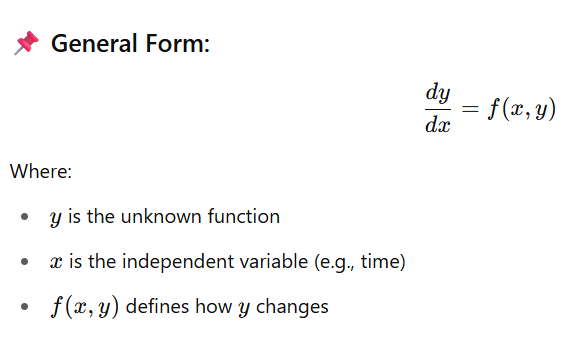 📌 General Form:
dy/dx = f(x, y)
Where:
• y is the unknown function
• x is the independent variable (e.g., time)
• f(x, y) defines how y changes